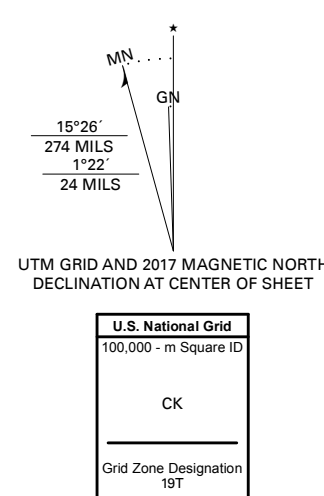 ★
MN
GN
15°26´
274 MILS
1°22´
24 MILS
UTM GRID AND 2017 MAGNETIC NORTH
DECLINATION AT CENTER OF SHEET
U.S. National Grid
100,000 - m Square ID
CK
Grid Zone Designation
19T